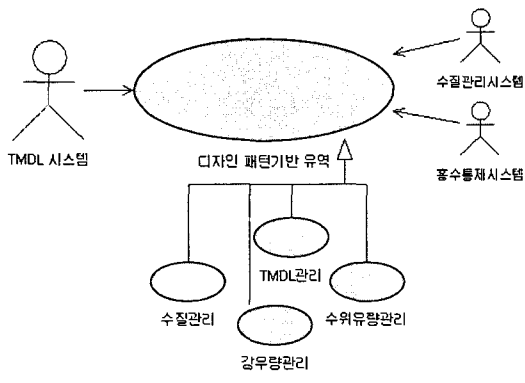 수질관리시스템
TMDL 시스템
디자인 패턴기반 유역
홍수통제시스템
TMDL관리
수질관리
수위유량관리
강우량관리